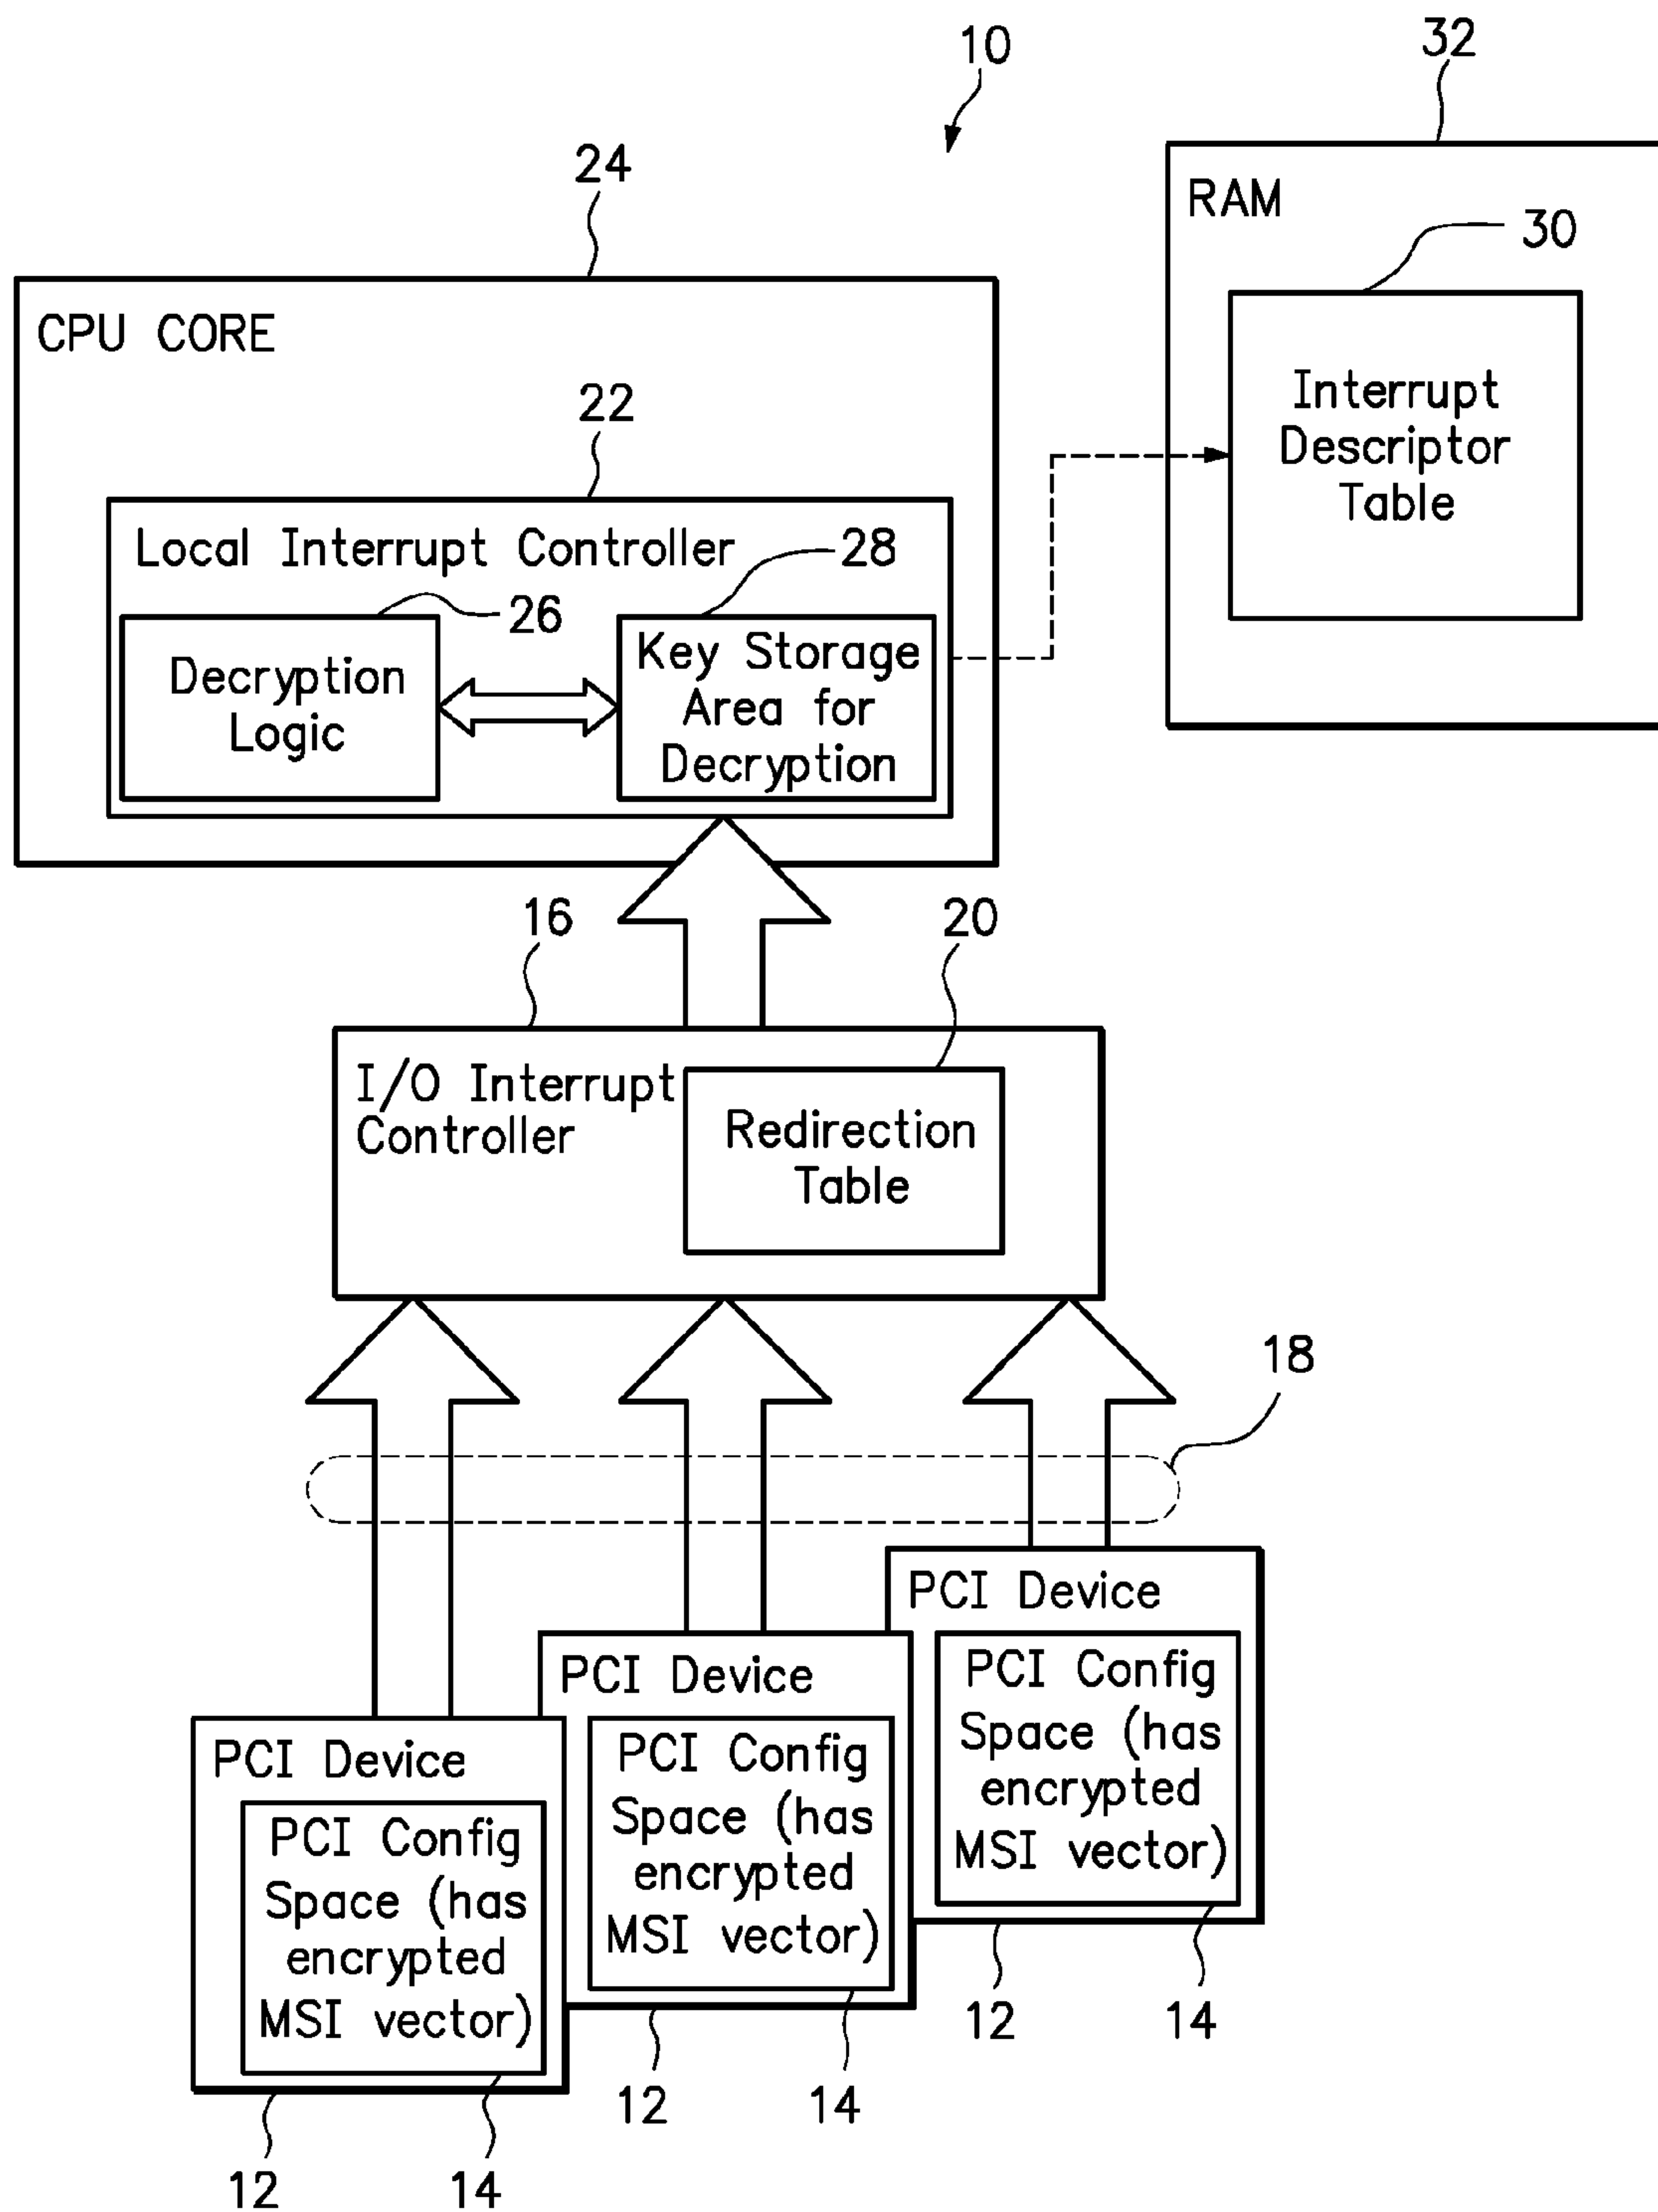 10
32
24
RAM
30
CPU CORE
Interrupt
Descriptor
Table
22
Local Interrupt Controller
28
26
Decryption
Logic
Key Storage
Area for
Decryption
16
20
I/O Interrupt
Controller
Redirection
Table
18
PCI Device
PCI Config
Space (has
encrypted
MSI vector)
PCI Device
PCI Config
Space (has
encrypted
MSI vector)
PCI Device
PCI Config
Space (has
encrypted
MSI vector)
12
14
12
14
12
14